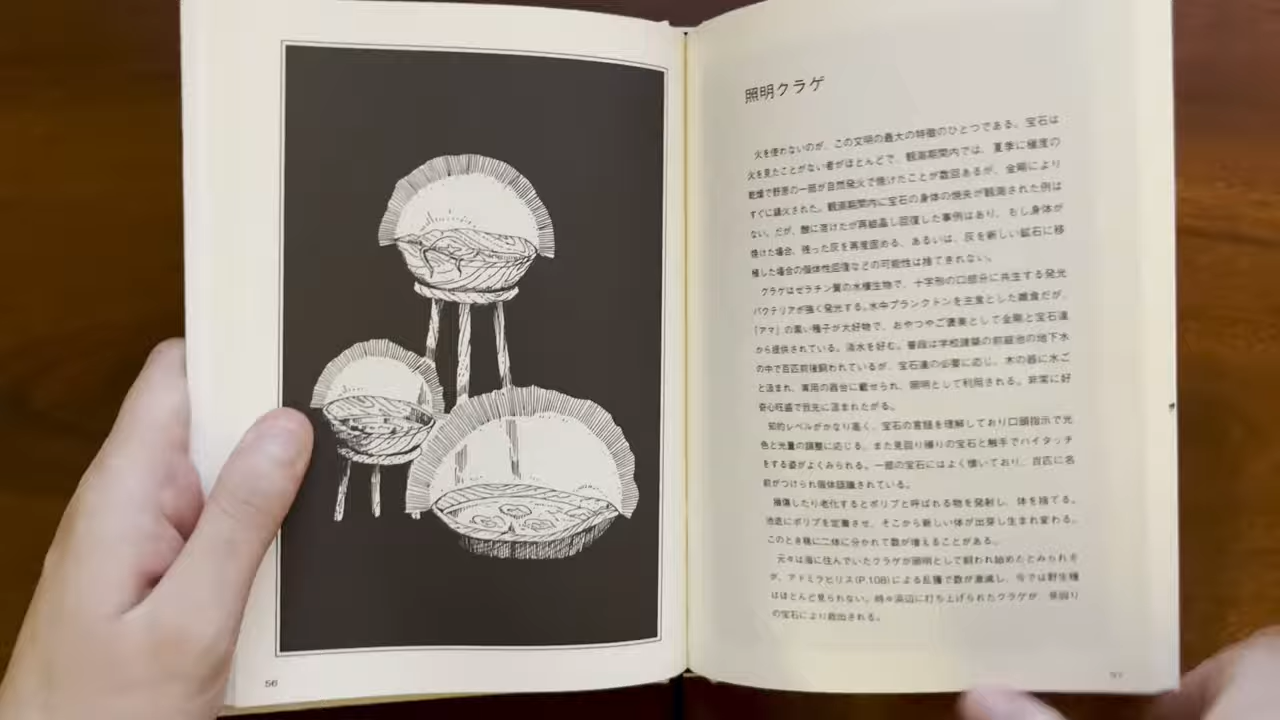 照明クラゲ
火を使わないのが、この文明の最大の特徴のひとつである。宝石は
火を見たことがない者がほとんどで、観測期間内では、夏季に極度の
乾燥で野原の一部が自然発火で焼けたことが数回あるが、金剛により
すぐに鎮火された。観測期間内に宝石の身体の焼失が観測された例は
ない。だが、酸に溶けたが再結晶し回復した事例はあり、もし身体が
焼けた場合、残った灰を再度固める、あるいは、灰を新しい鉱石に移
植した場合の個体性回復などの可能性は捨てきれない。
クラゲはゼラチン質の水棲生物で、十字形の口部分に共生する発光
バクテリアが強く発光する。水中プランクトンを主食とした雑食だが、
「アマ」の黒い種子が大好物で、おやつやご褒美として金剛と宝石達
から提供されている。淡水を好む。普段は学校建築の前庭池の地下水
の中で百匹前後飼われているが、宝石達の必要に応じ、木の器に水ご
と汲まれ、専用の器台に載せられ、照明として利用される。非常に好
奇心旺盛で我先に汲まれたがる。
知的レベルがかなり高く、宝石の言語を理解しており口頭指示で光
色と光量の調整に応じる。また見回り帰りの宝石と触手でハイタッチ
をする姿がよくみられる。一部の宝石にはよく懐いており、百匹に名
前がつけられ個体認識されている。
損傷したり老化するとポリプと呼ばれる物を発射し、体を捨てる。
池底にポリプを定着させ、そこから新しい体が出芽し生まれ変わる。
このとき稀に二体に分かれて数が増えることがある。
元々は海に住んでいたクラゲが照明として飼われ始めたとみられる
が、アドミラビリス(P.108)による乱獲で数が激減し、今では野生種
はほとんど見られない。時々浜辺に打ち上げられたクラゲが、見回り
の宝石により救出される。
56
57